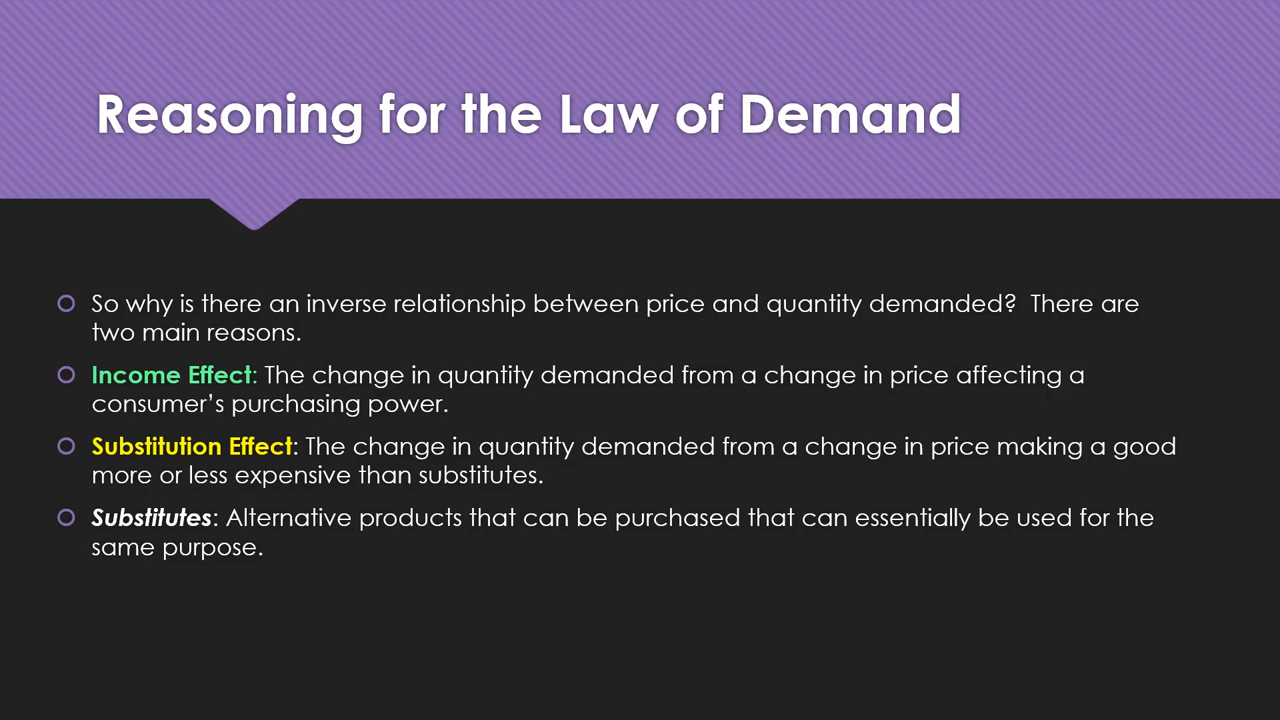 Reasoning for the Law of Demand
So why is there an inverse relationship between price and quantity demanded?  There are
two main reasons.
Income Effect: The change in quantity demanded from a change in price affecting a
consumer’s purchasing power.
Substitution Effect: The change in quantity demanded from a change in price making a good
more or less expensive than substitutes.
Substitutes: Alternative products that can be purchased that can essentially be used for the
same purpose.